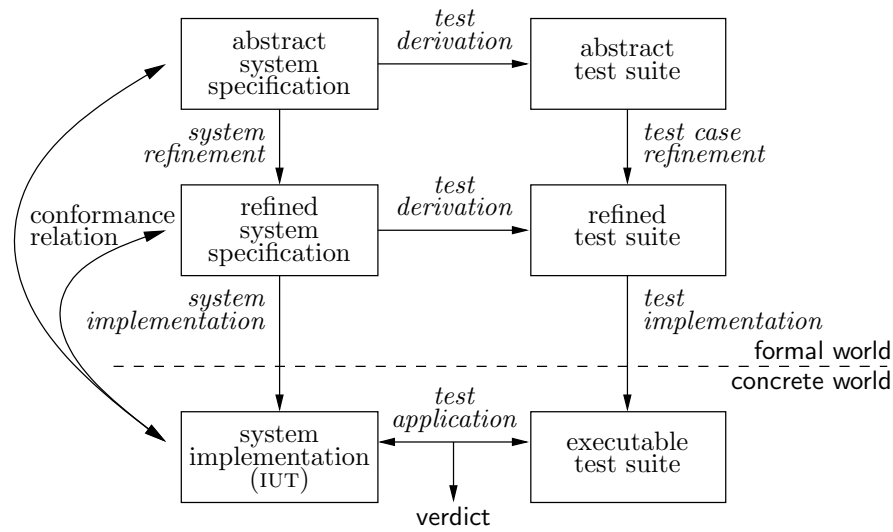 abstract
system
specification
test
derivation
abstract
test suite
system
refinement
test case
refinement
conformance
relation
refined
system
specification
test
derivation
refined
test suite
system
implementation
test
implementation
formal world
concrete world
system
implementation
(IUT)
test
application
executable
test suite
verdict